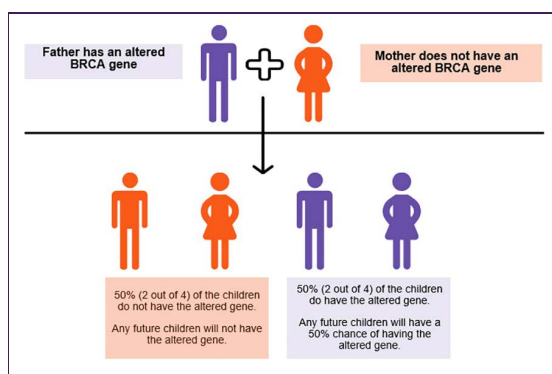 Father has an altered
BRCA gene
Mother does not have an
altered BRCA gene
50% (2 out of 4) of the children
do not have the altered gene.
Any future children will not have
the altered gene.
50% (2 out of 4) of the children
do have the altered gene.
Any future children will have a
50% chance of having the
altered gene.